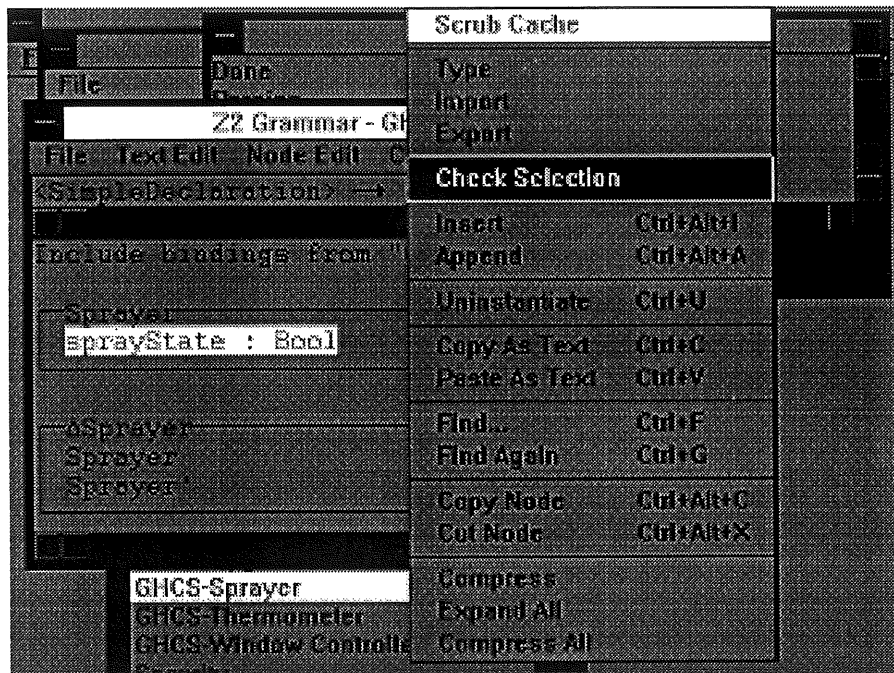 Scrub Cache
Type
Import
Export
Check Selection
Insert Ctrl+Alt+I
Append Ctrl+Alt+A
Uninstantiate Ctrl+U
Copy As Text Ctrl+C
Paste As Text Ctrl+V
Find... Ctrl+F
Find Again Ctrl+G
Copy Node Ctrl+Alt+C
Cut Node Ctrl+Alt+X
Compress
Expand All
Compress All
Done
File
Z2 Grammar - GH
File Text Edit Node Edit C
<SimpleDeclaration> →
Include bindings from "
Sprayer
sprayState : Bool
ΔSprayer
Sprayer
Sprayer'
GHCS-Sprayer
GHCS-Thermometer
GHCS-Window Controlle